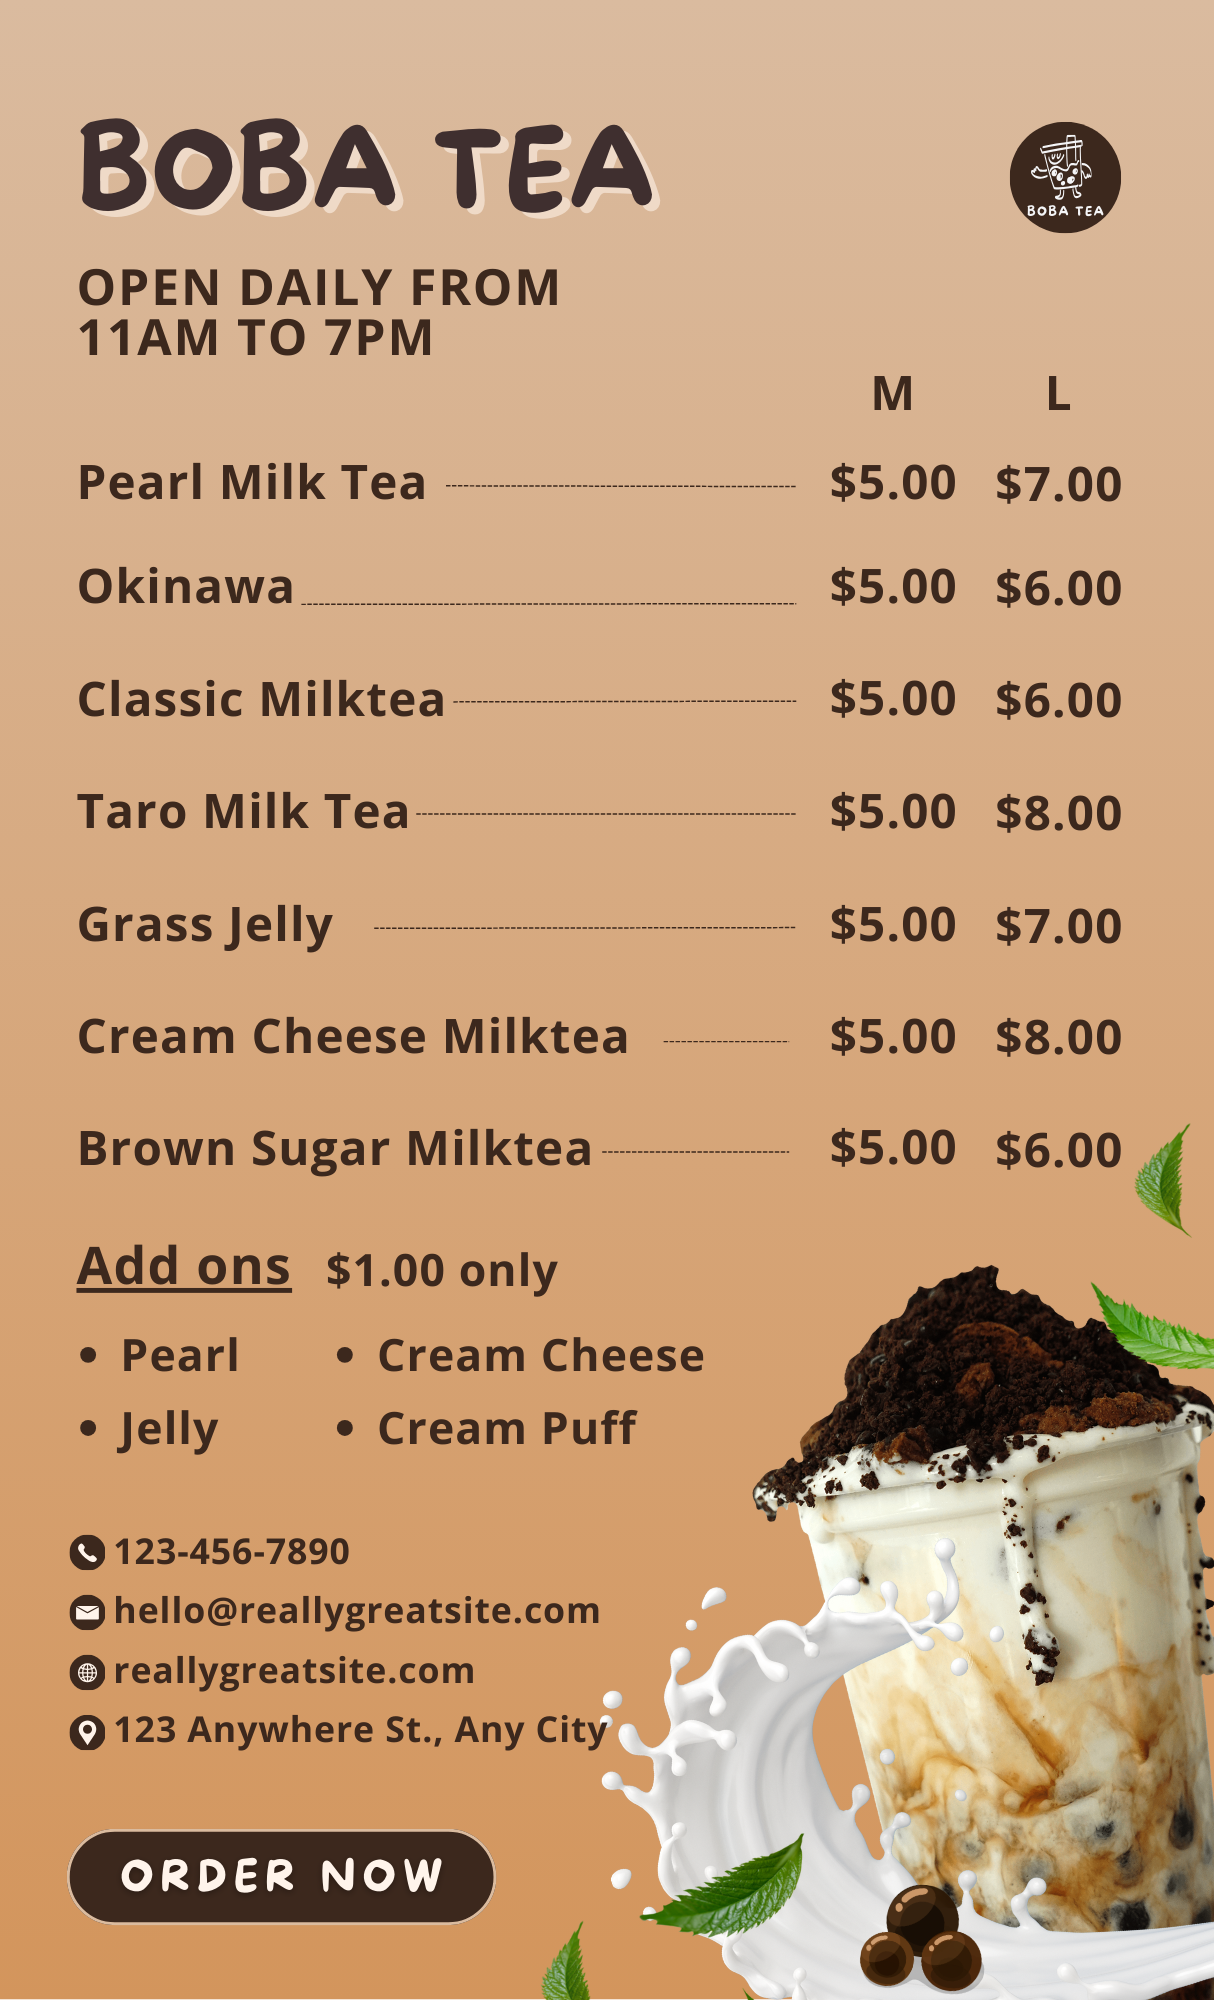 BOBA TEA
BOBA TEA
OPEN DAILY FROM
11AM TO 7PM
M L
Pearl Milk Tea $5.00 $7.00
Okinawa $5.00 $6.00
Classic Milktea $5.00 $6.00
Taro Milk Tea $5.00 $8.00
Grass Jelly $5.00 $7.00
Cream Cheese Milktea $5.00 $8.00
Brown Sugar Milktea $5.00 $6.00
Add ons $1.00 only
• Pearl • Cream Cheese
• Jelly • Cream Puff
123-456-7890
hello@reallygreatsite.com
reallygreatsite.com
123 Anywhere St., Any City
ORDER NOW